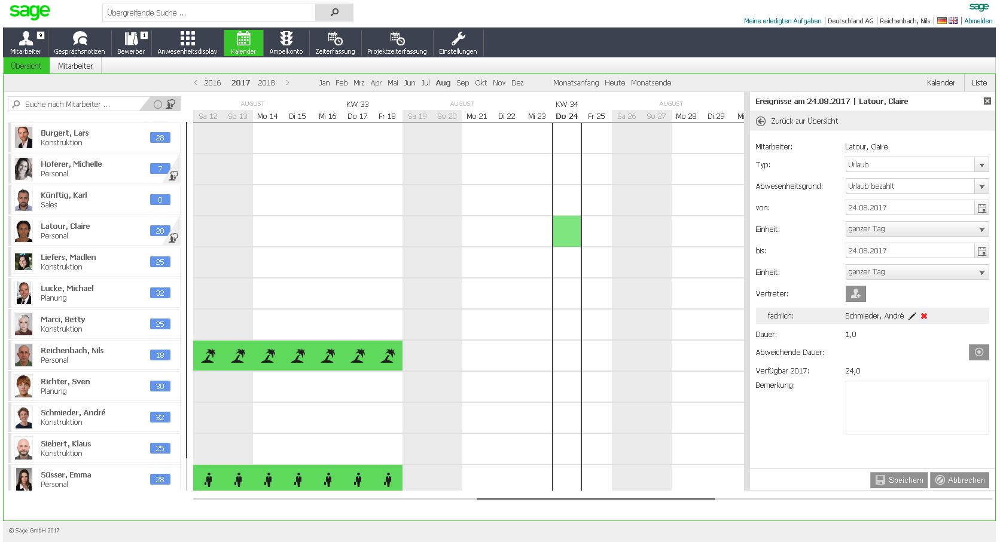 sage
Übergreifende Suche ...
sage
Meine erledigten Aufgaben | Deutschland AG | Reichenbach, Nils | Abmelden
Mitarbeiter 9
Gesprächsnotizen
Bewerber 1
Anwesenheitsdisplay
Kalender
Ampelkonto
Zeiterfassung
Projektzeiterfassung
Einstellungen
Übersicht
Mitarbeiter
< 2016 2017 2018 >
Jan Feb Mrz Apr Mai Jun Jul Aug Sep Okt Nov Dez
Monatsanfang Heute Monatsende
Kalender
Liste
Suche nach Mitarbeiter ...
AUGUST KW 33 AUGUST KW 34 AUGUST
Sa 12 So 13 Mo 14 Di 15 Mi 16 Do 17 Fr 18 Sa 19 So 20 Mo 21 Di 22 Mi 23 Do 24 Fr 25 Sa 26 So 27 Mo 28 Di 29 Mi
Burgert, Lars 28
Konstruktion
Hoferer, Michelle 7
Personal
Künftig, Karl 0
Sales
Latour, Claire 28
Personal
Liefers, Madlen 25
Konstruktion
Lucke, Michael 32
Planung
Marci, Betty 25
Konstruktion
Reichenbach, Nils 18
Personal
Richter, Sven 30
Planung
Schmieder, André 32
Konstruktion
Siebert, Klaus 25
Konstruktion
Süsser, Emma 28
Personal
Ereignisse am 24.08.2017 | Latour, Claire
Zurück zur Übersicht
Mitarbeiter: Latour, Claire
Typ: Urlaub
Abwesenheitsgrund: Urlaub bezahlt
von: 24.08.2017
Einheit: ganzer Tag
bis: 24.08.2017
Einheit: ganzer Tag
Vertreter:
fachlich: Schmieder, André
Dauer: 1,0
Abweichende Dauer:
Verfügbar 2017: 24,0
Bemerkung:
Speichern
Abbrechen
© Sage GmbH 2017